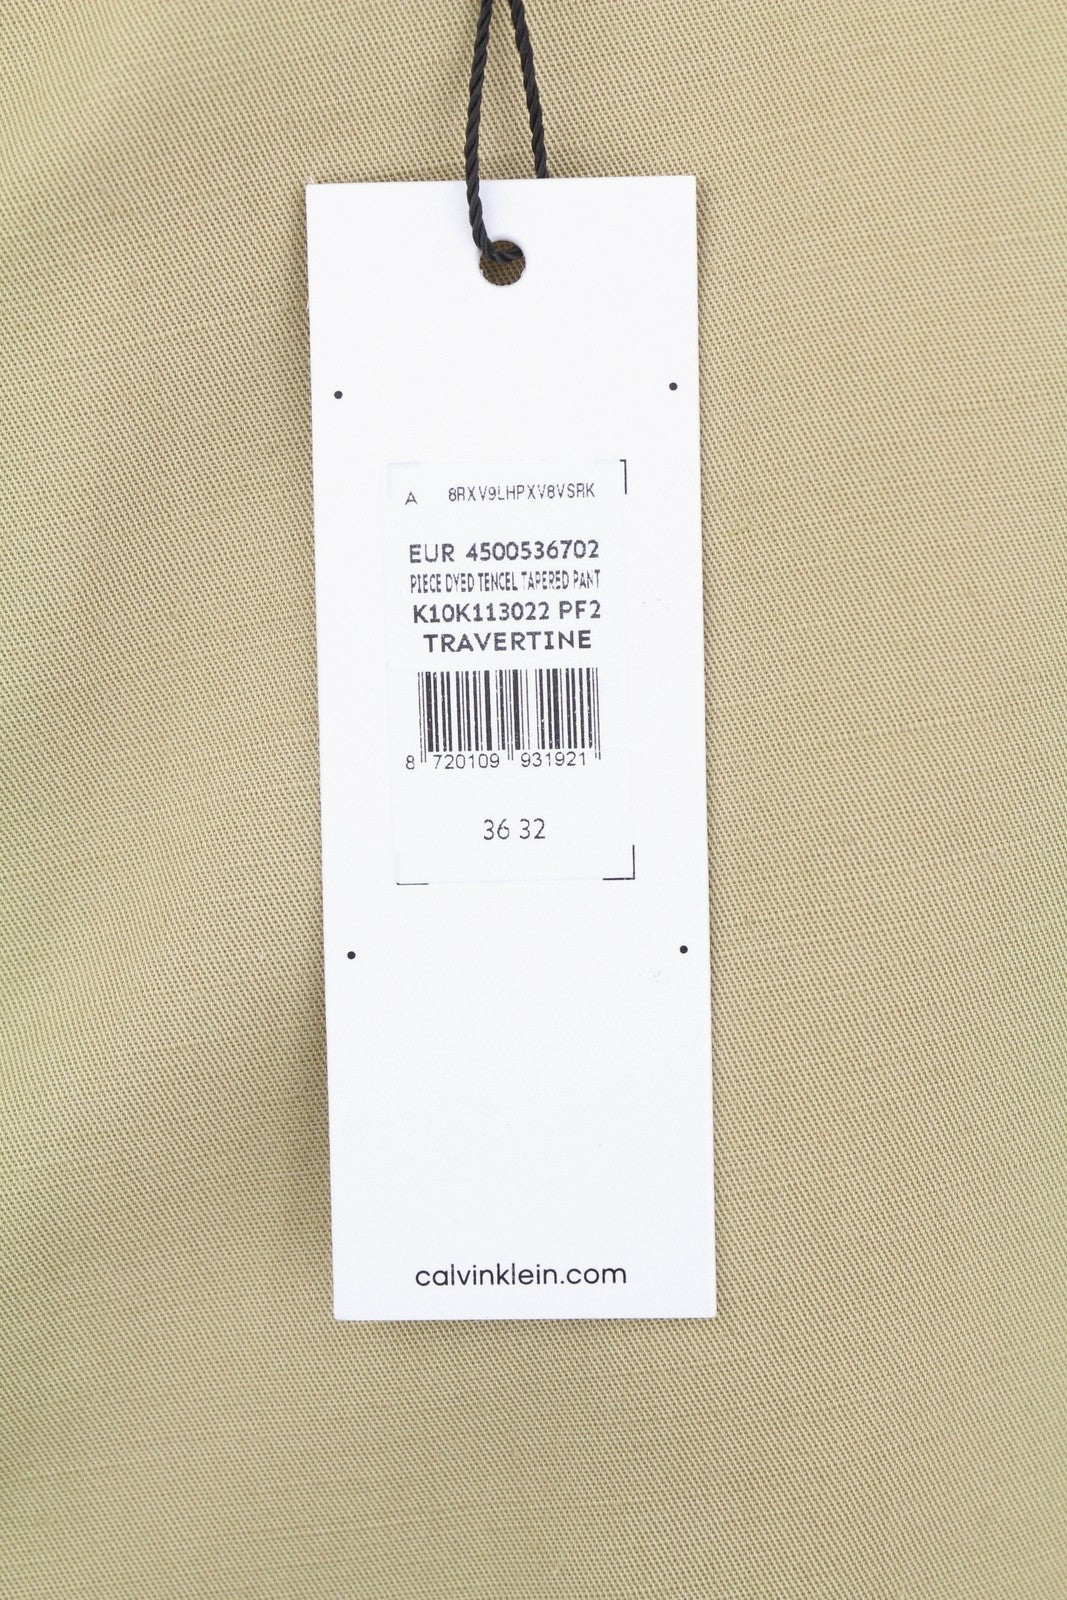 A 8RXV9LHPXV8VSRK
EUR 4500536702
PIECE DYED TENCEL TAPERED PANT
K10K113022 PF2
TRAVERTINE
8 720109 931921
36 32
calvinklein.com